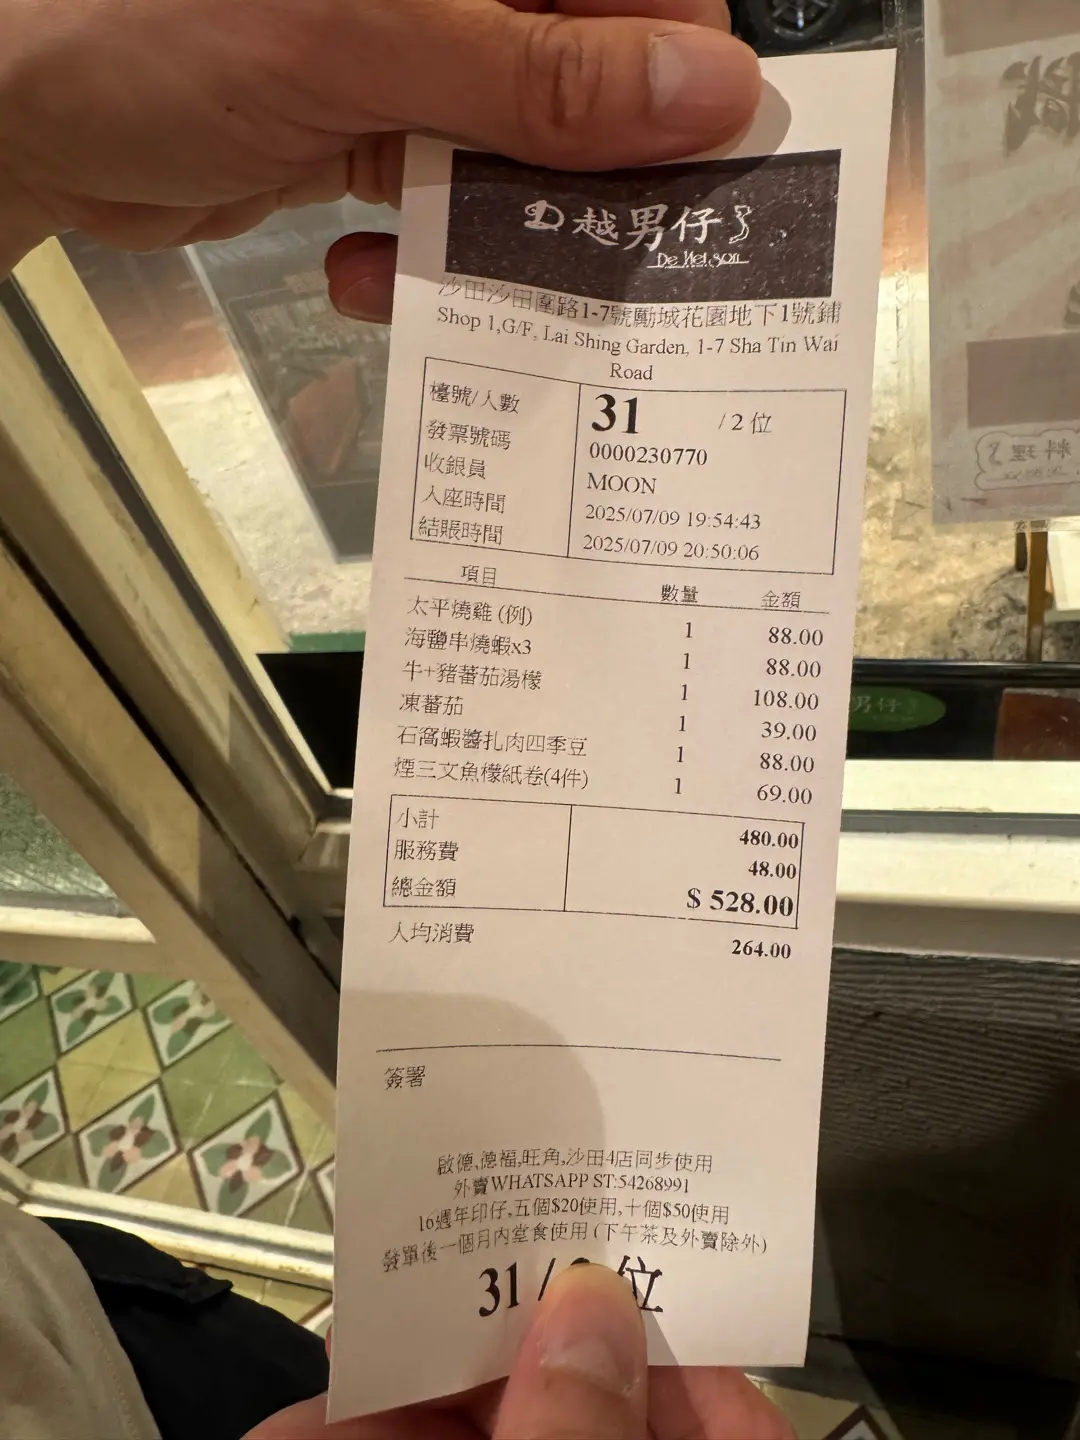 越男仔
De Nei Son
沙田沙田圍路1-7號勵城花園地下1號鋪
Shop 1,G/F, Lai Shing Garden, 1-7 Sha Tin Wai
Road
檯號/人數 31 /2 位
發票號碼 0000230770
收銀員 MOON
入座時間 2025/07/09 19:54:43
結賬時間 2025/07/09 20:50:06
項目 數量 金額
太平燒雞 (例) 1 88.00
海鹽串燒蝦x3 1 88.00
牛+豬蕃茄湯檬 1 108.00
凍蕃茄 1 39.00
石窩蝦醬扎肉四季豆 1 88.00
煙三文魚檬紙卷(4件) 1 69.00
小計 480.00
服務費 48.00
總金額 $ 528.00
人均消費 264.00
簽署
啟德,德福,旺角,沙田4店同步使用
外賣WHATSAPP ST:54268991
16週年印仔,五個$20使用,十個$50使用
發單後一個月內堂食使用 (下午茶及外賣除外)
31 / 位
男仔
料理